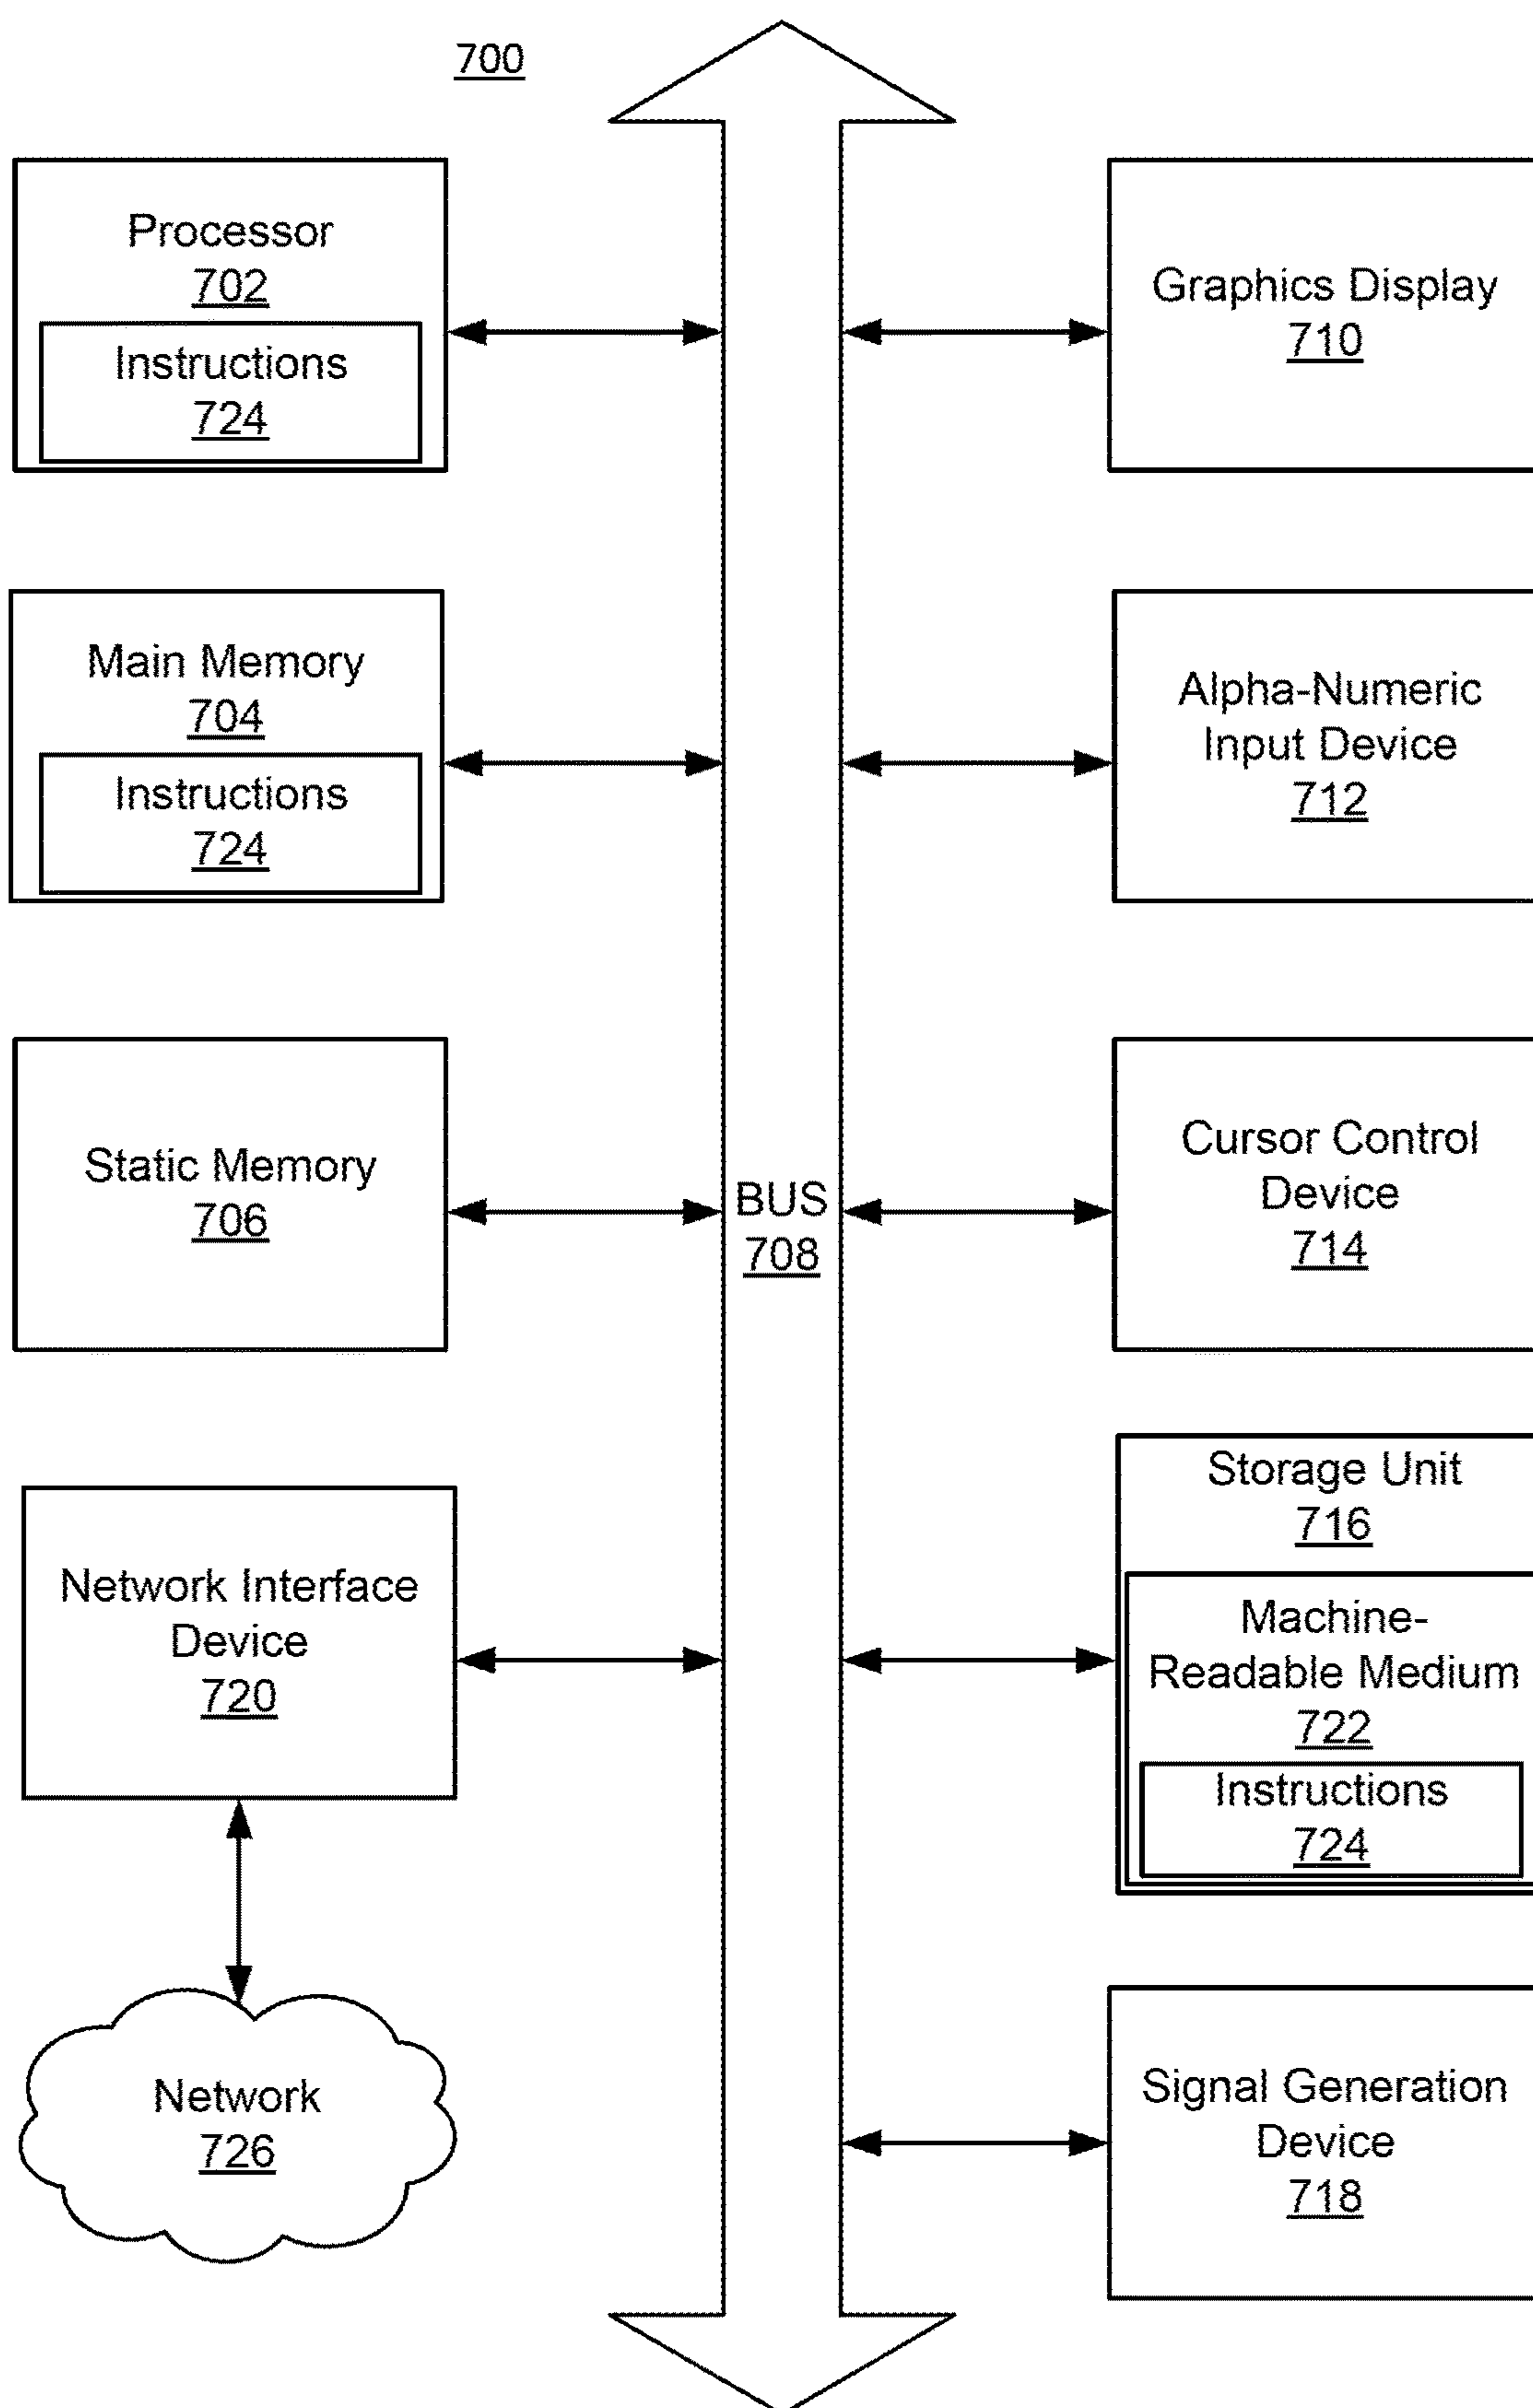 700
Processor
702
Instructions
724
Main Memory
704
Instructions
724
Static Memory
706
Network Interface
Device
720
Network
726
BUS
708
Graphics Display
710
Alpha-Numeric
Input Device
712
Cursor Control
Device
714
Storage Unit
716
Machine-
Readable Medium
722
Instructions
724
Signal Generation
Device
718